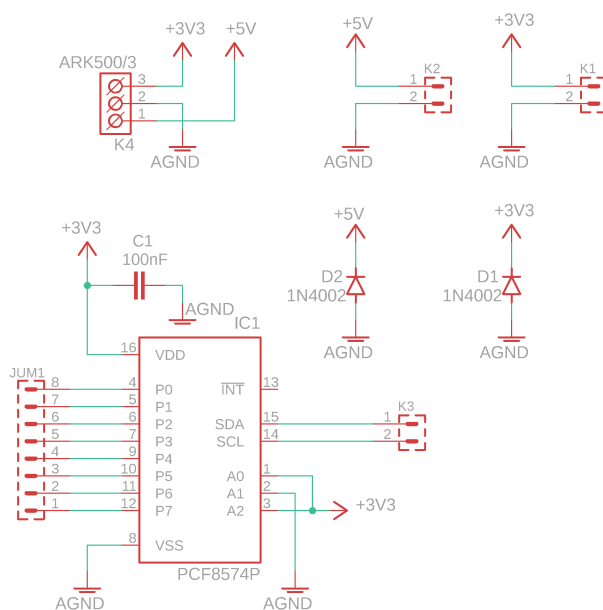 +3V3 +5V
ARK500/3
3
2
1
K4
AGND
+5V
K2
1
2
AGND
+3V3
K1
1
2
AGND
+3V3
C1
100nF
AGND
+5V
D2
1N4002
AGND
+3V3
D1
1N4002
AGND
IC1
16 VDD
JUM1
8 4 P0 INT 13
7 5 P1
6 6 P2 SDA 15
5 7 P3 SCL 14
4 9 P4
3 10 P5 A0 1
2 11 P6 A1 2
1 12 P7 A2 3
8 VSS
PCF8574P
K3
1
2
+3V3
AGND
AGND